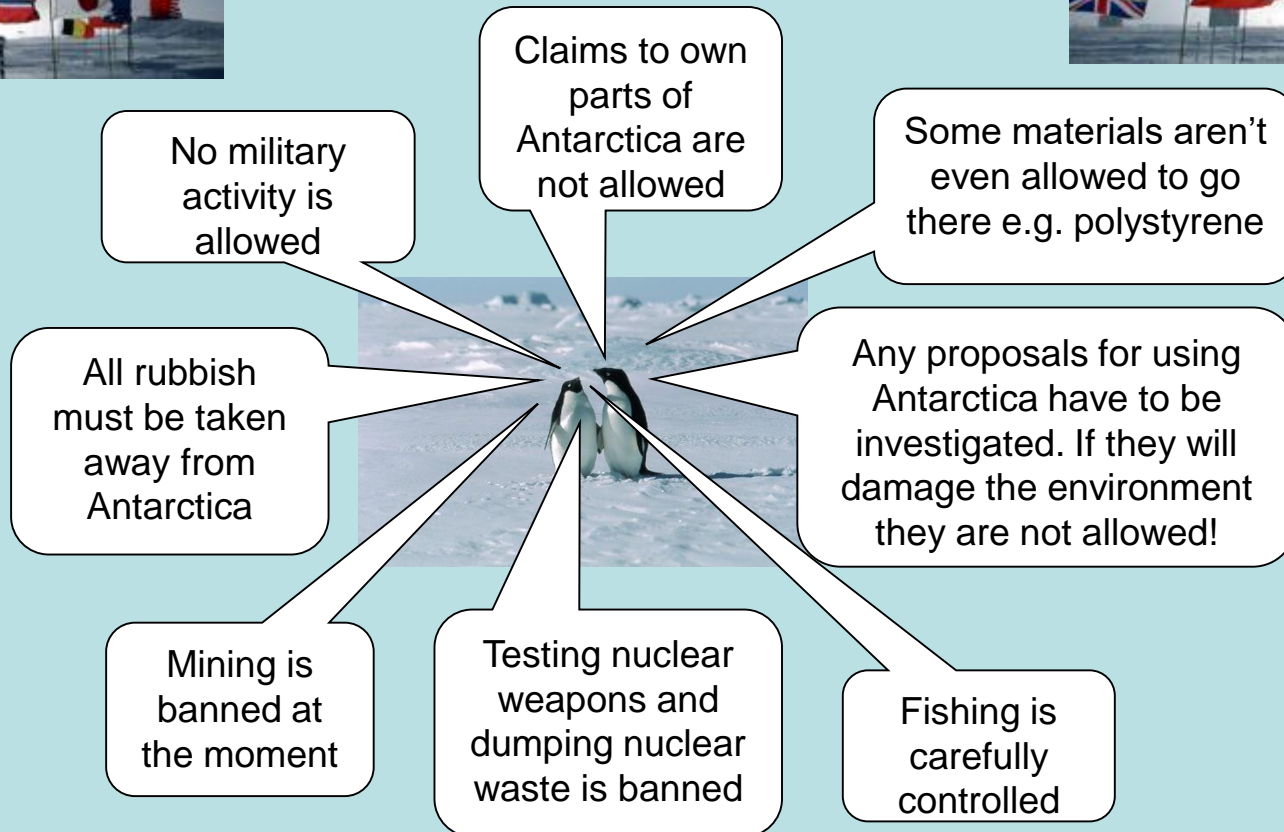 Claims to own
parts of
Antarctica are
not allowed
No military
activity is
allowed
Some materials aren’t
even allowed to go
there e.g. polystyrene
All rubbish
must be taken
away from
Antarctica
Any proposals for using
Antarctica have to be
investigated. If they will
damage the environment
they are not allowed!
Mining is
banned at
the moment
Testing nuclear
weapons and
dumping nuclear
waste is banned
Fishing is
carefully
controlled